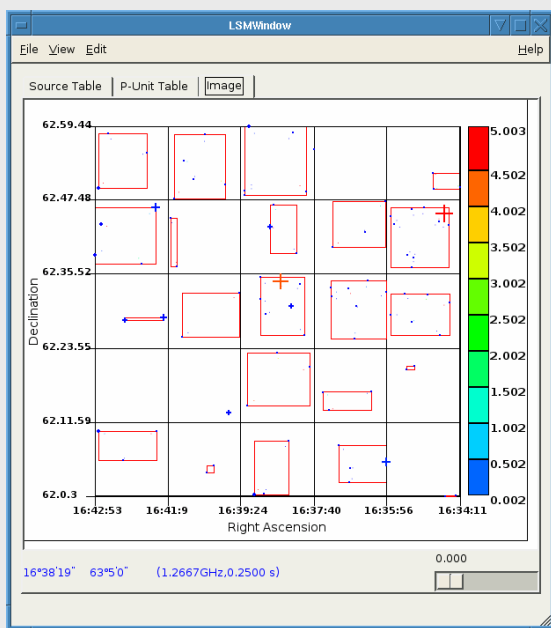 LSMWindow
File View Edit Help
Source Table P-Unit Table Image
62.59.44
62.47.48
62.35.52
62.23.55
62.11.59
62.0.3
Declination
16:42:53 16:41:9 16:39:24 16:37:40 16:35:56 16:34:11
Right Ascension
5.003
4.502
4.002
3.502
3.002
2.502
2.002
1.502
1.002
0.502
0.002
0.000
16°38'19" 63°5'0" (1.2667GHz,0.2500 s)